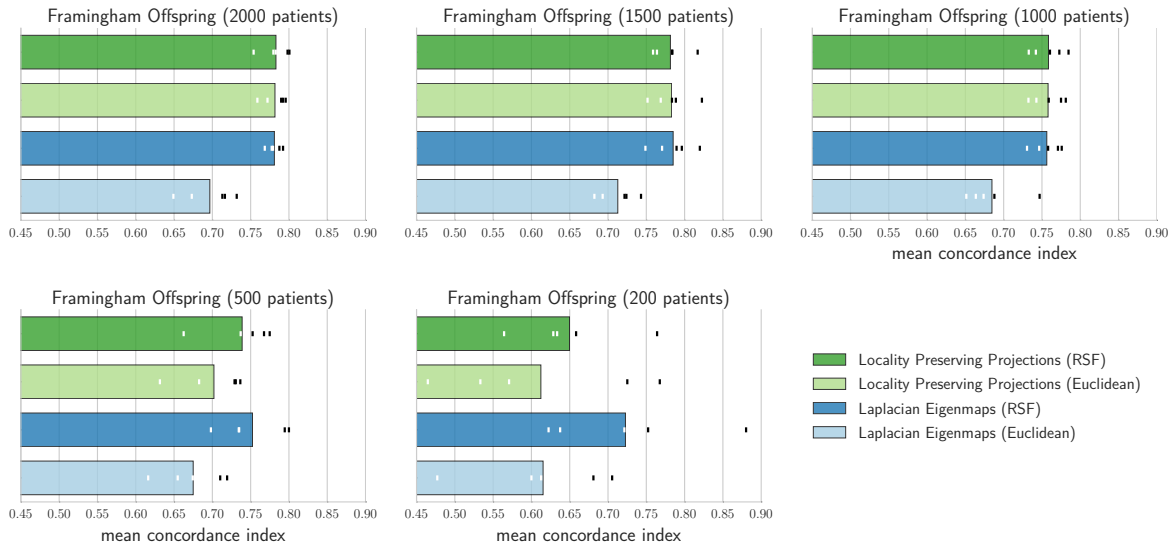 Framingham Offspring (2000 patients)
Framingham Offspring (1500 patients)
Framingham Offspring (1000 patients)
0.45 0.50 0.55 0.60 0.65 0.70 0.75 0.80 0.85 0.90
0.45 0.50 0.55 0.60 0.65 0.70 0.75 0.80 0.85 0.90
0.45 0.50 0.55 0.60 0.65 0.70 0.75 0.80 0.85 0.90
mean concordance index
Framingham Offspring (500 patients)
Framingham Offspring (200 patients)
Locality Preserving Projections (RSF)
Locality Preserving Projections (Euclidean)
Laplacian Eigenmaps (RSF)
Laplacian Eigenmaps (Euclidean)
0.45 0.50 0.55 0.60 0.65 0.70 0.75 0.80 0.85 0.90
0.45 0.50 0.55 0.60 0.65 0.70 0.75 0.80 0.85 0.90
mean concordance index
mean concordance index